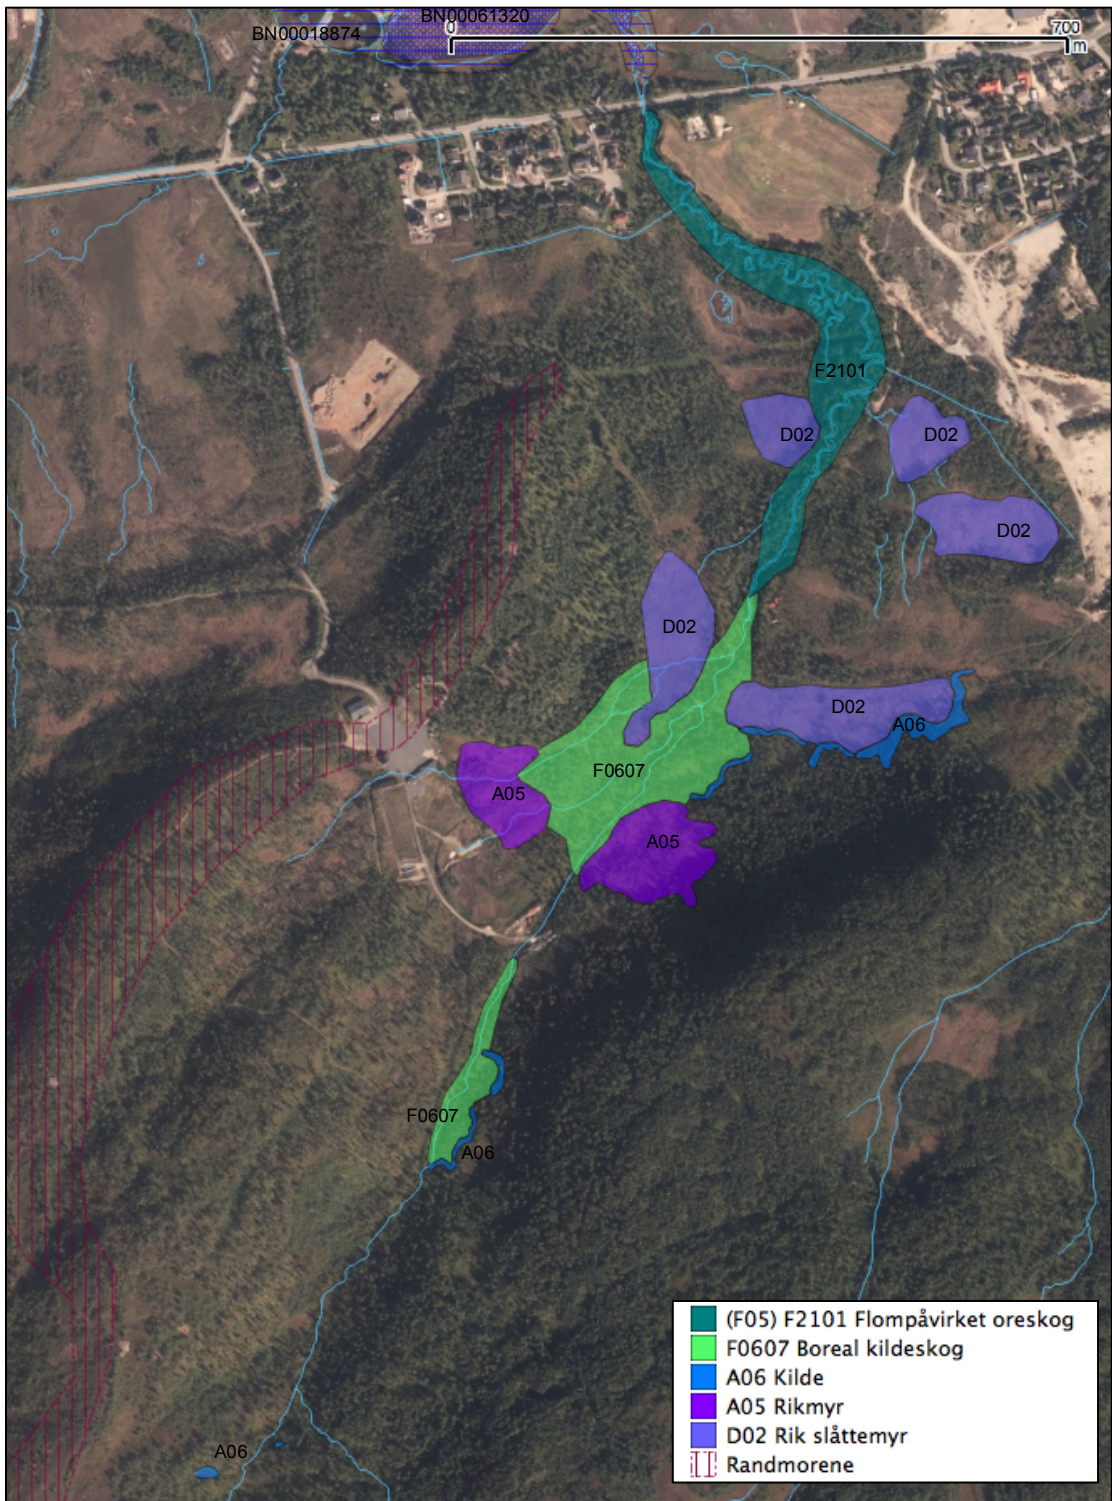 BN00061320
BN00018874
0
700
m
F2101
D02
D02
D02
D02
D02
A06
F0607
A05
A05
F0607
A06
A06
(F05) F2101 Flompåvirket oreskog
F0607 Boreal kildeskog
A06 Kilde
A05 Rikmyr
D02 Rik slåttemyr
Randmorene